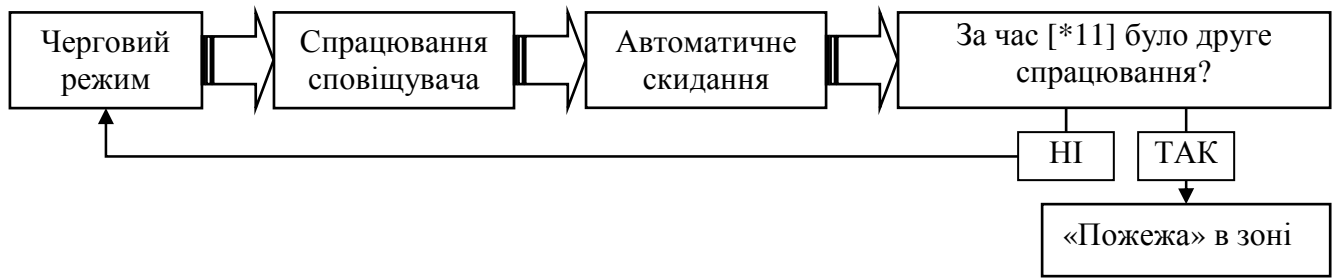 Черговий
режим
Спрацювання
сповіщувача
Автоматичне
скидання
За час [*11] було друге
спрацювання?
НІ
ТАК
«Пожежа» в зоні